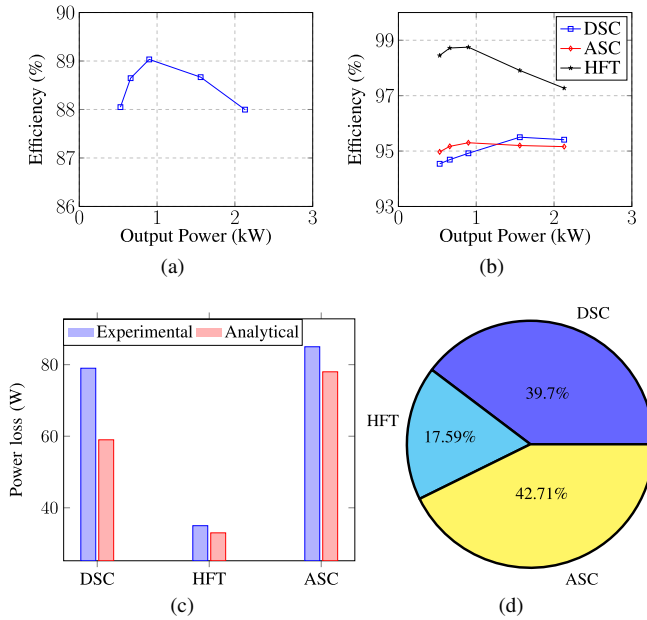 90
89
88
87
86
Efficiency (%)
0 1 2 3
Output Power (kW)
(a)
99
97
95
93
Efficiency (%)
DSC
ASC
HFT
0 1 2 3
Output Power (kW)
(b)
Experimental Analytical
80
60
40
Power loss (W)
DSC HFT ASC
(c)
DSC
39.7%
HFT
17.59%
42.71%
ASC
(d)